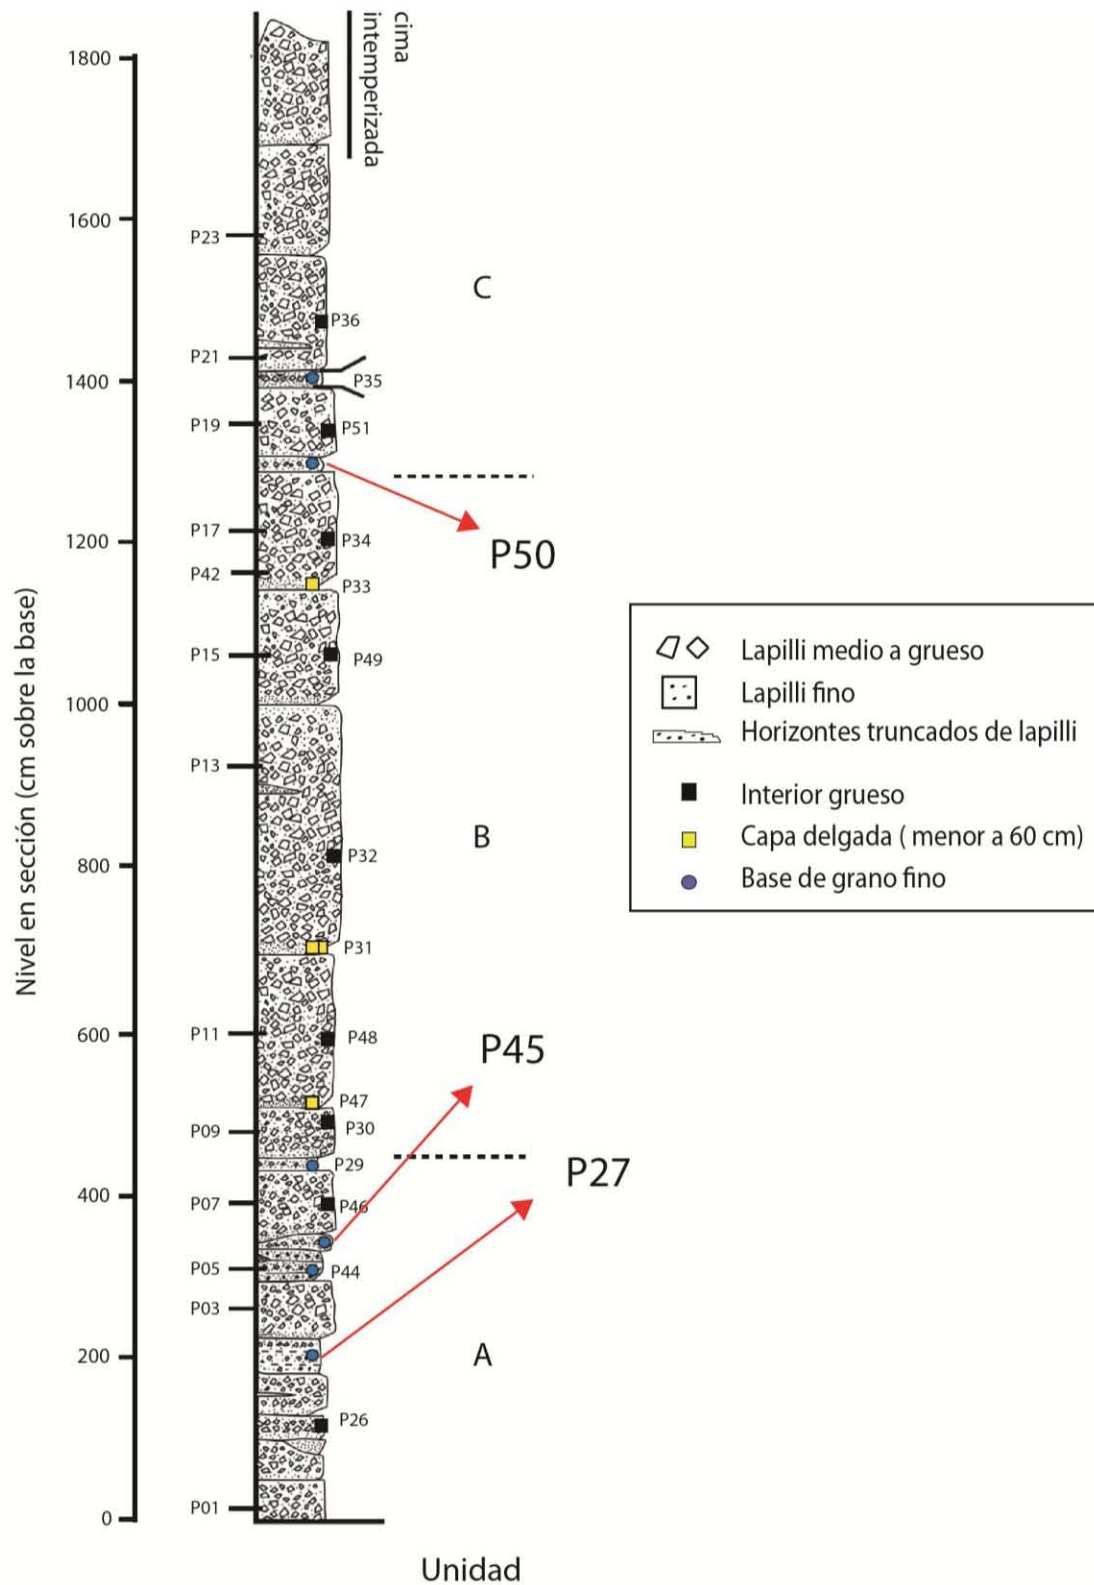 cima
intemperizada
1800
1600
P23
C
P36
P21
1400
P35
P19
P51
P17
1200
P34
P50
P42
P33
P15
P49
1000
P13
B
P32
800
P31
P11
600
P48
P45
P47
P09
P30
P29
P27
400
P07
P46
P05
P44
P03
200
A
P26
P01
0
Nivel en sección (cm sobre la base)
Unidad
Lapilli medio a grueso
Lapilli fino
Horizontes truncados de lapilli
Interior grueso
Capa delgada ( menor a 60 cm)
Base de grano fino